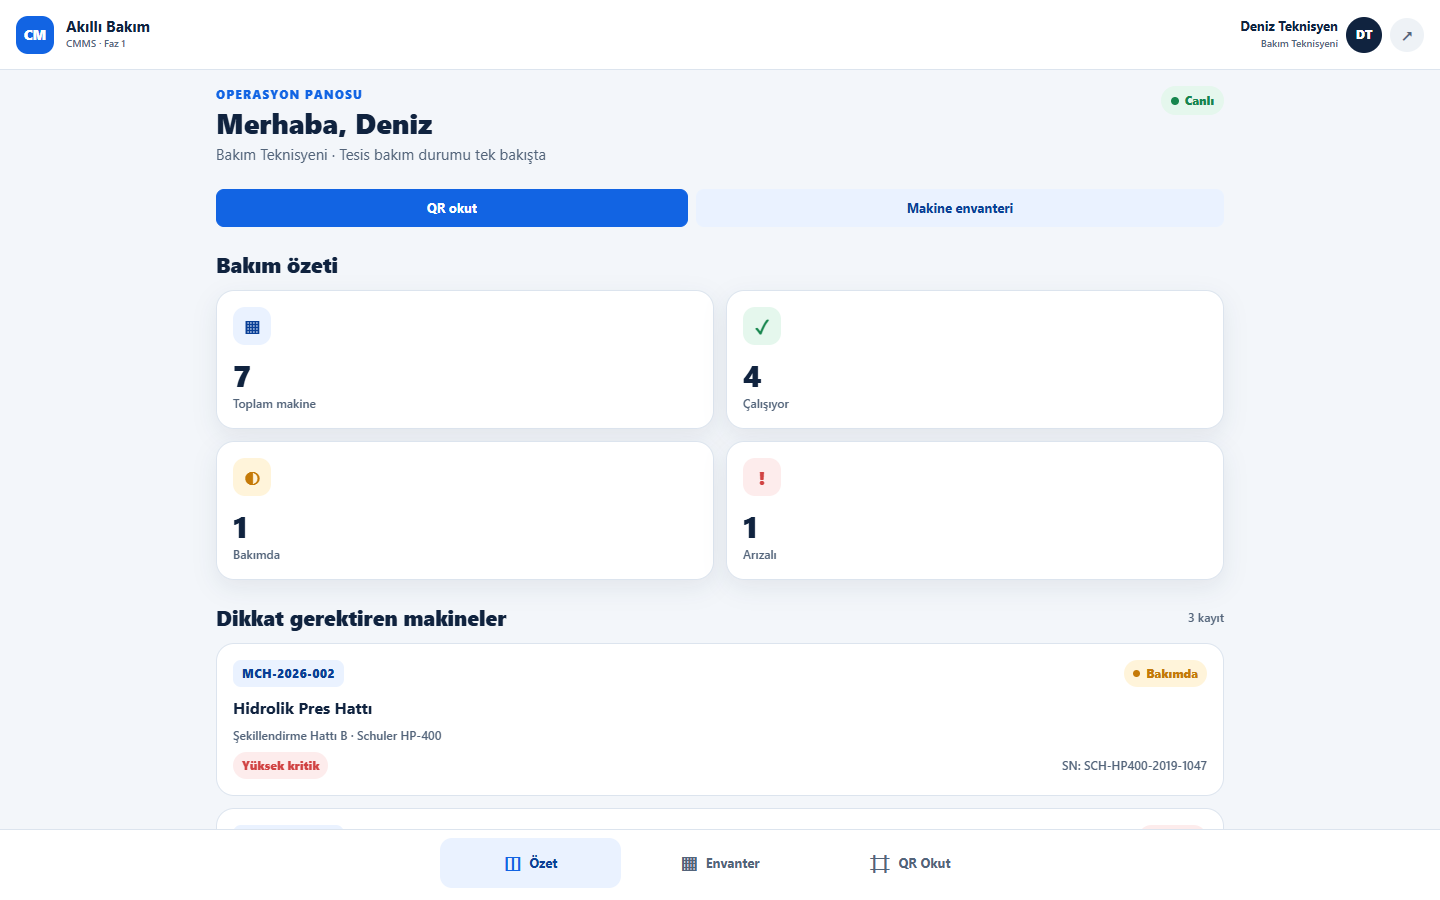 CM
Akıllı Bakım
CMMS · Faz 1
Deniz Teknisyen
Bakım Teknisyeni
DT
OPERASYON PANOSU
Canlı
Merhaba, Deniz
Bakım Teknisyeni · Tesis bakım durumu tek bakışta
QR okut
Makine envanteri
Bakım özeti
7
Toplam makine
4
Çalışıyor
1
Bakımda
1
Arızalı
Dikkat gerektiren makineler
3 kayıt
MCH-2026-002
Bakımda
Hidrolik Pres Hattı
Şekillendirme Hattı B · Schuler HP-400
Yüksek kritik
SN: SCH-HP400-2019-1047
Özet
Envanter
QR Okut